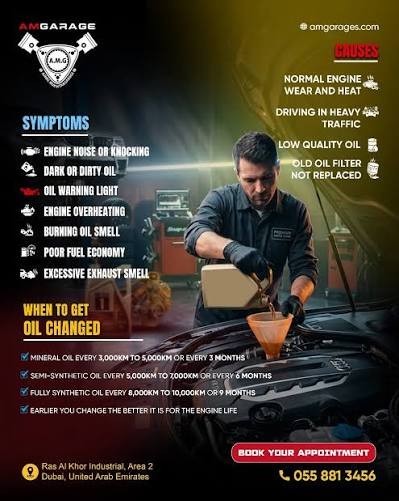 AMGARAGE
A.M.G
amgarages.com
CAUSES
NORMAL ENGINE
WEAR AND HEAT
DRIVING IN HEAVY
TRAFFIC
LOW QUALITY OIL
OLD OIL FILTER
NOT REPLACED
SYMPTOMS
ENGINE NOISE OR KNOCKING
DARK OR DIRTY OIL
OIL WARNING LIGHT
ENGINE OVERHEATING
BURNING OIL SMELL
POOR FUEL ECONOMY
EXCESSIVE EXHAUST SMELL
WHEN TO GET
OIL CHANGED
MINERAL OIL EVERY 3,000KM TO 5,000KM OR EVERY 3 MONTHS
SEMI-SYNTHETIC OIL EVERY 5,000KM TO 7,000KM OR EVERY 6 MONTHS
FULLY SYNTHETIC OIL EVERY 8,000KM TO 10,000KM OR 9 MONTHS
EARLIER YOU CHANGE THE BETTER IT IS FOR THE ENGINE LIFE
BOOK YOUR APPOINTMENT
055 881 3456
Ras Al Khor Industrial, Area 2
Dubai, United Arab Emirates